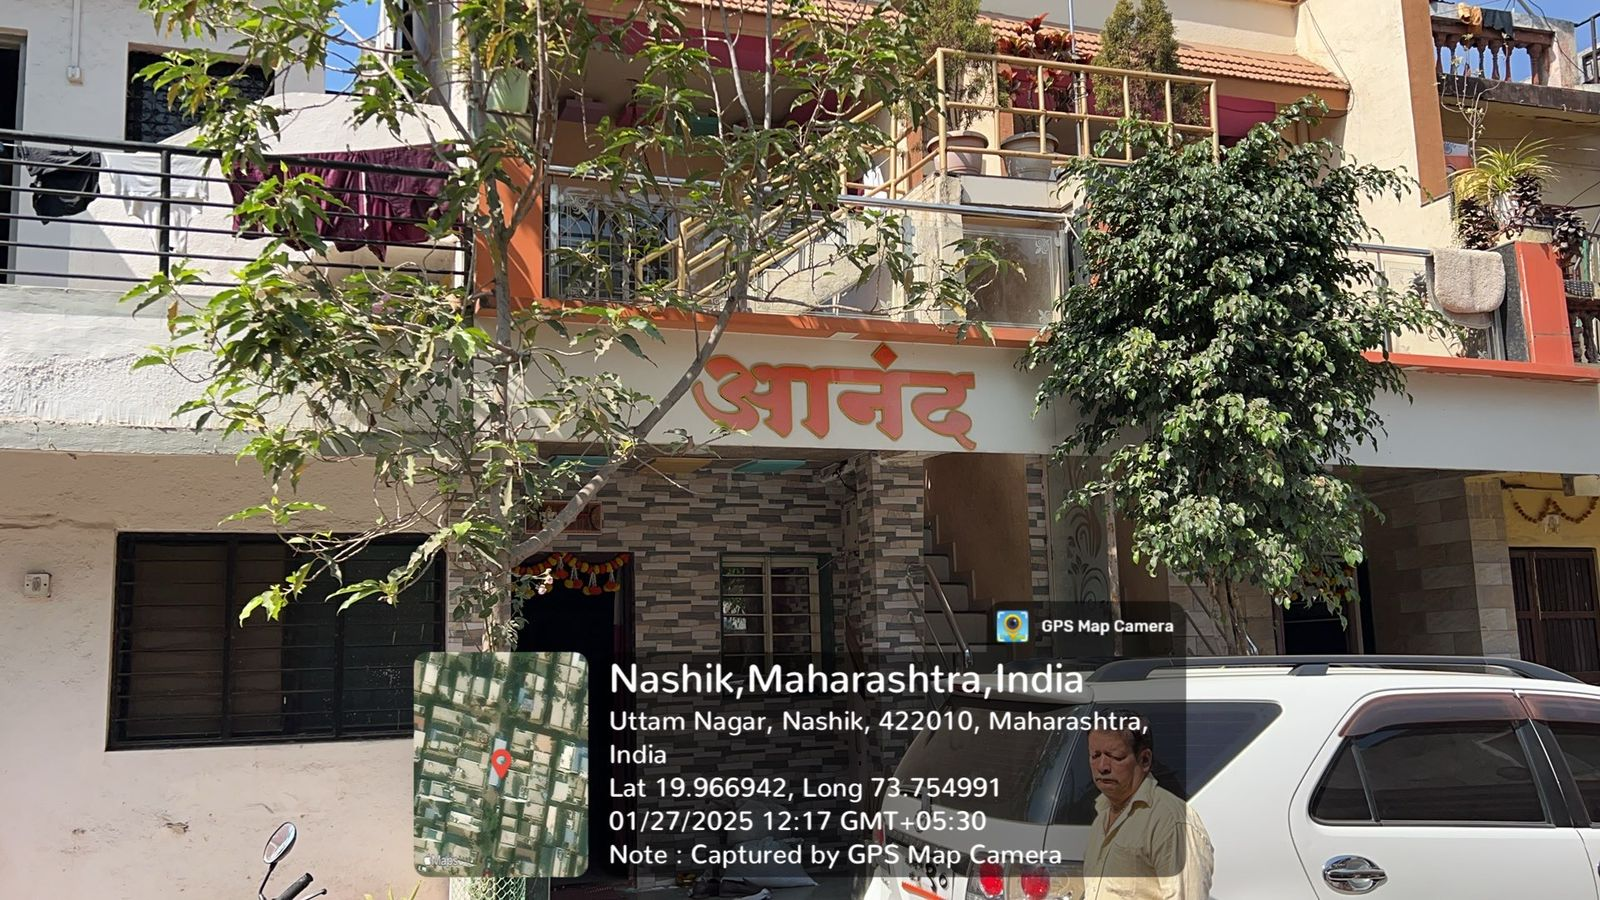 आनंद
GPS Map Camera
Nashik,Maharashtra,India
Uttam Nagar, Nashik, 422010, Maharashtra,
India
Lat 19.966942, Long 73.754991
01/27/2025 12:17 GMT+05:30
Note : Captured by GPS Map Camera
Maps